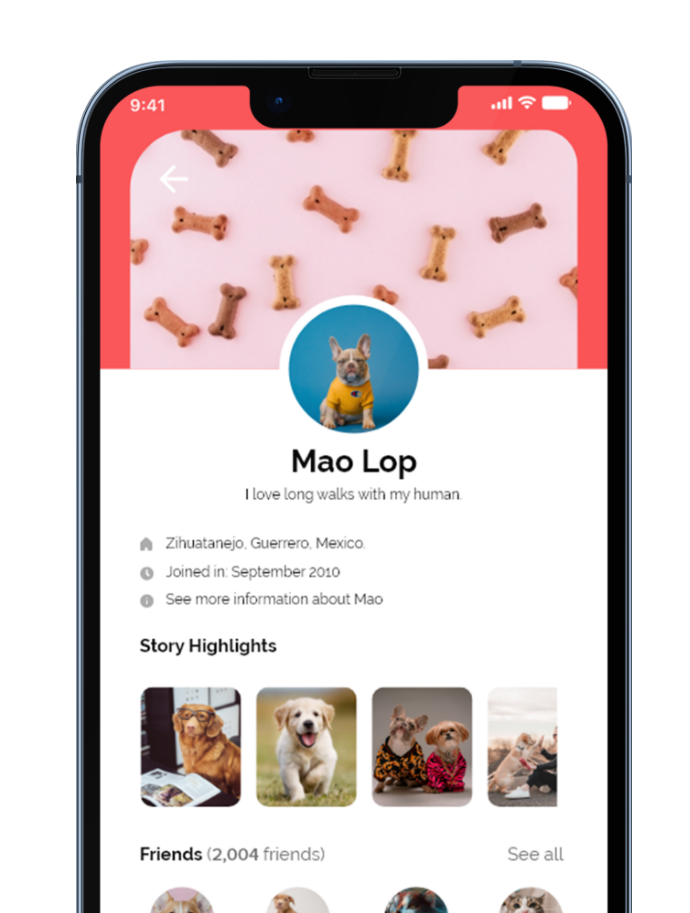 9:41
Mao Lop
I love long walks with my human.
Zihuatanejo, Guerrero, Mexico.
Joined in: September 2010
See more information about Mao
Story Highlights
Friends (2,004 friends)
See all